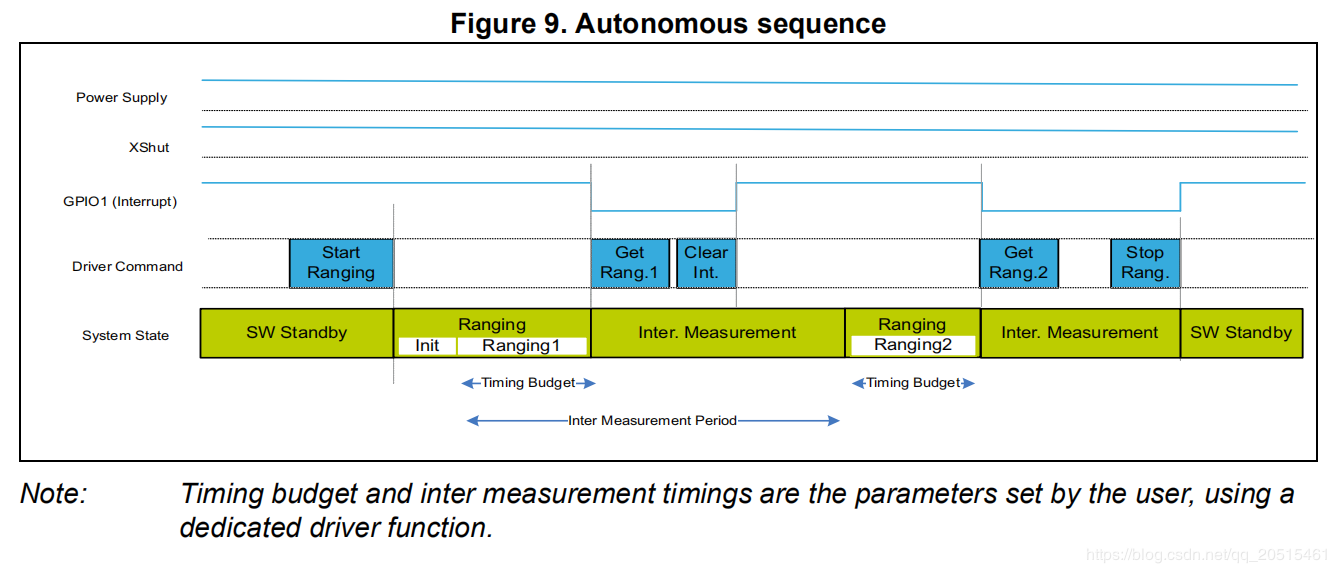 Figure 9. Autonomous sequence
Power Supply
XShut
GPIO1 (Interrupt)
Driver Command
Start
Ranging
Get
Rang.1
Clear
Int.
Get
Rang.2
Stop
Rang.
System State
SW Standby
Ranging
Init
Ranging1
Inter. Measurement
Ranging
Ranging2
Inter. Measurement
SW Standby
Timing Budget
Timing Budget
Inter Measurement Period
Note: Timing budget and inter measurement timings are the parameters set by the user, using a
dedicated driver function.
https://blog.csdn.net/qq_20515461